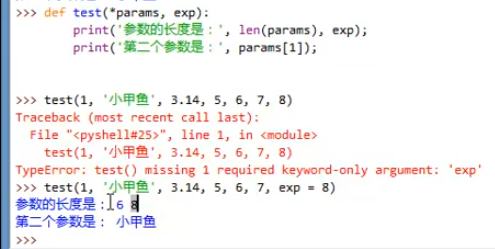 >>> def test(*params, exp):
        print('参数的长度是：', len(params), exp);
        print('第二个参数是：', params[1]);
>>> test(1, '小甲鱼', 3.14, 5, 6, 7, 8)
Traceback (most recent call last):
  File "<pyshell#25>", line 1, in <module>
    test(1, '小甲鱼', 3.14, 5, 6, 7, 8)
TypeError: test() missing 1 required keyword-only argument: 'exp'
>>> test(1, '小甲鱼', 3.14, 5, 6, 7, exp = 8)
参数的长度是： 6 8
第二个参数是： 小甲鱼
>>>